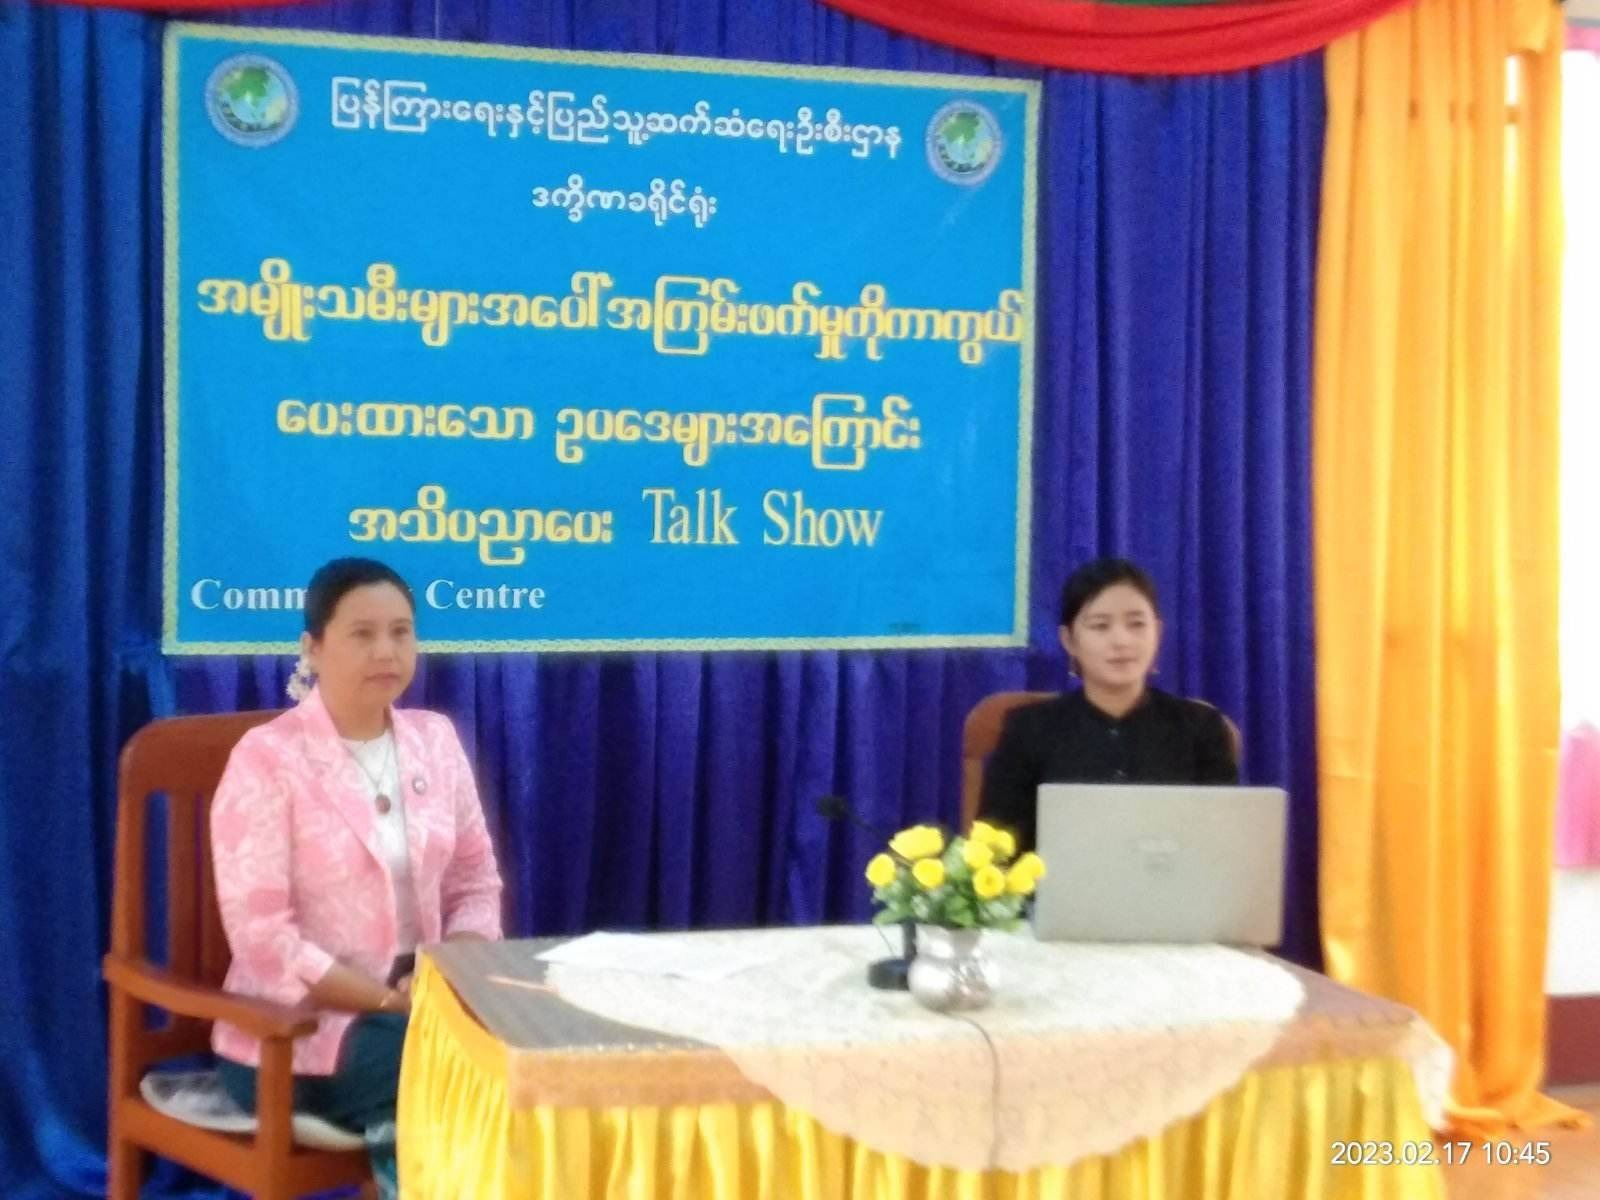 ပြန်ကြားရေးနှင့်ပြည်သူ့ဆက်ဆံရေးဦးစီးဌာန
ဒက္ခိဏခရိုင်ရုံး
အမျိုးသမီးများအပေါ် အကြမ်းဖက်မှုကိုကာကွယ်
ပေးထားသော ဥပဒေများအကြောင်း
အသိပညာပေး Talk Show
Centre
2023.02.17 10:45